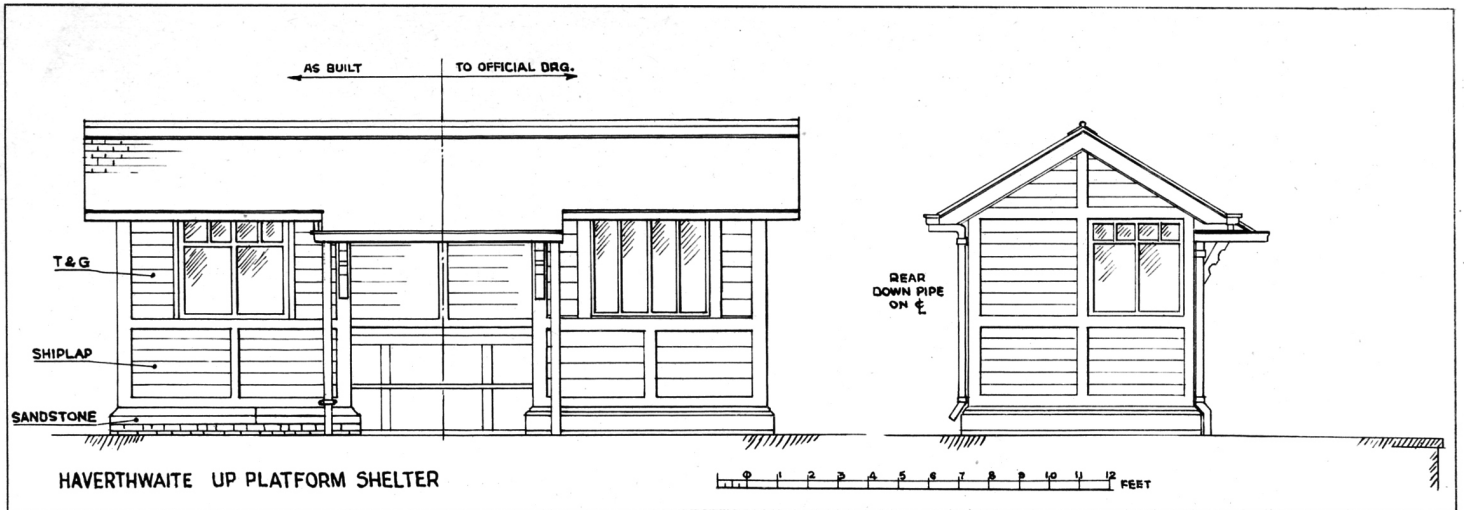 AS BUILT
TO OFFICIAL DRG.
T & G
SHIPLAP
SANDSTONE
REAR
DOWN PIPE
ON ℄
HAVERTHWAITE UP PLATFORM SHELTER
0 1 2 3 4 5 6 7 8 9 10 11 12
FEET